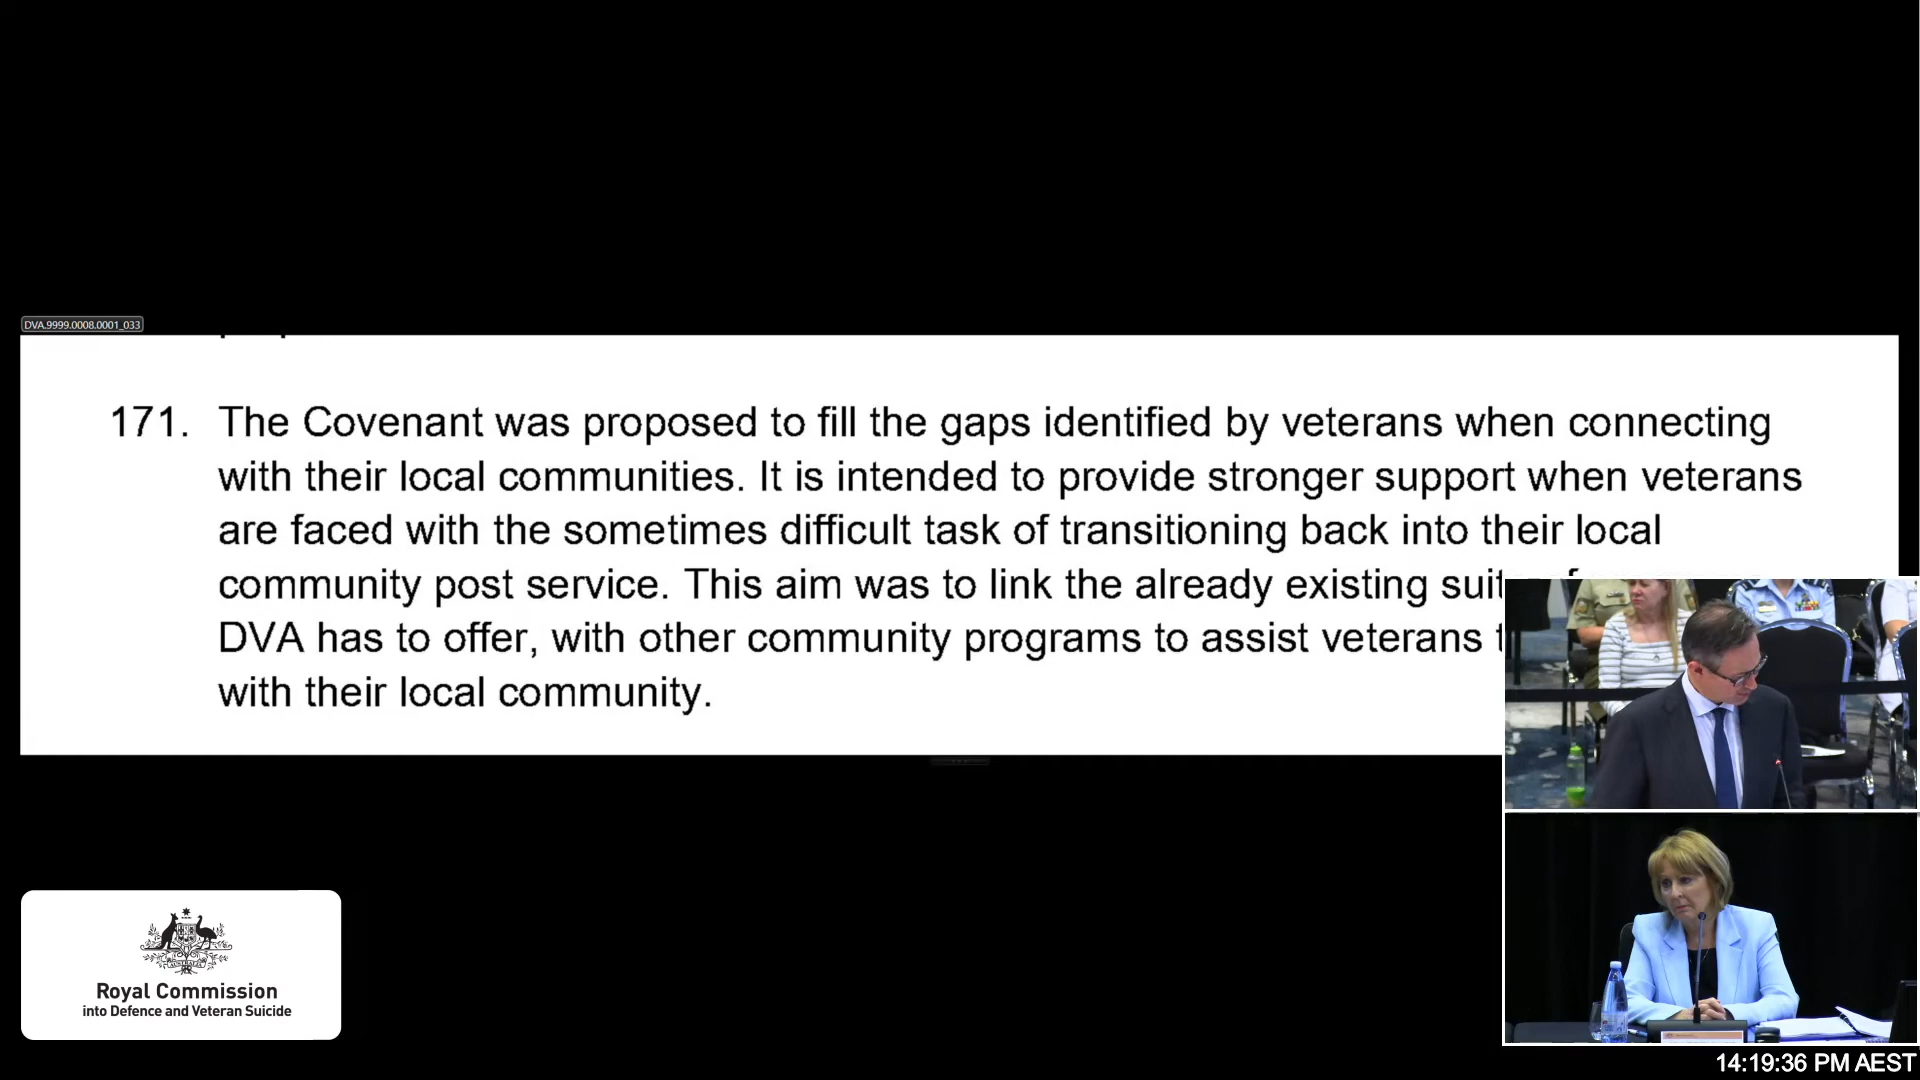 DVA.9999.0008.0001_033
171. The Covenant was proposed to fill the gaps identified by veterans when connecting
with their local communities. It is intended to provide stronger support when veterans
are faced with the sometimes difficult task of transitioning back into their local
community post service. This aim was to link the already existing
DVA has to offer, with other community programs to assist veterans
with their local community.
AUSTRALIA
Royal Commission
into Defence and Veteran Suicide
14:19:36 PM AEST